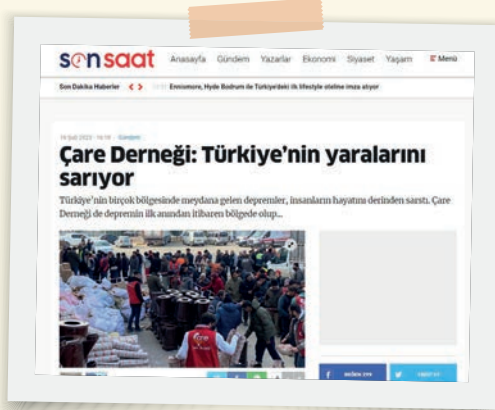 sonsaat
Anasayfa Gündem Yazarlar Ekonomi Siyaset Yaşam Menü
Son Dakika Haberler Ennismore, Hyde Bodrum ile Türkiye'deki ilk lifestyle oteline imza atıyor
Gündem
Çare Derneği: Türkiye'nin yaralarını
sarıyor
Türkiye'nin birçok bölgesinde meydana gelen depremler, insanların hayatını derinden sarstı. Çare
Derneği de depremin ilk anından itibaren bölgede olup...